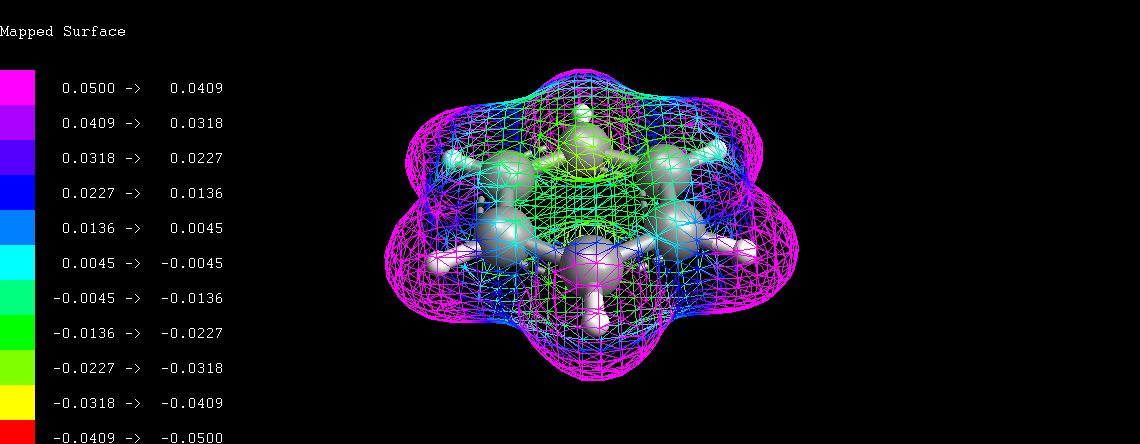 Mapped Surface
0.0500 -> 0.0409
0.0409 -> 0.0318
0.0318 -> 0.0227
0.0227 -> 0.0136
0.0136 -> 0.0045
0.0045 -> -0.0045
-0.0045 -> -0.0136
-0.0136 -> -0.0227
-0.0227 -> -0.0318
-0.0318 -> -0.0409
-0.0409 -> -0.0500